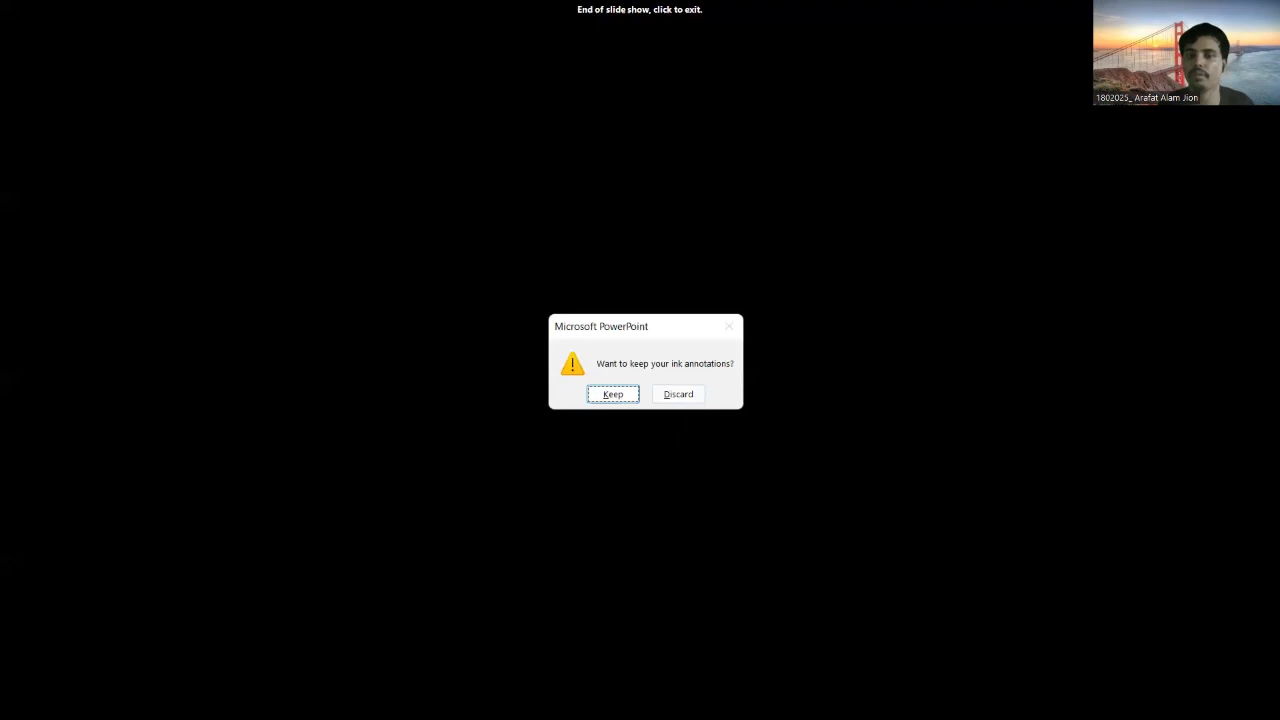 End of slide show, click to exit.
1802025_ Arafat Alam Jion
Microsoft PowerPoint
Want to keep your ink annotations?
Keep
Discard